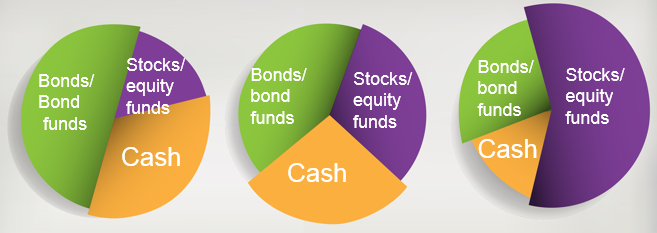 Bonds/
Bond
funds
Stocks/
equity
funds
Cash
Bonds/
bond
funds
Stocks/
equity
funds
Cash
Bonds/
bond
funds
Stocks/
equity
funds
Cash